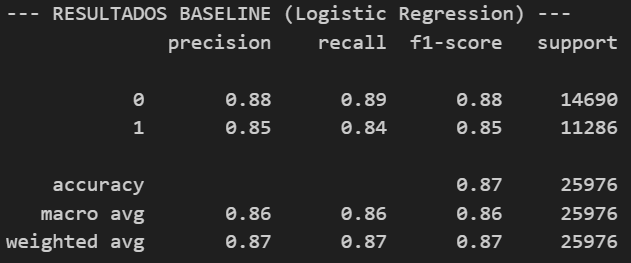 --- RESULTADOS BASELINE (Logistic Regression) ---
precision recall f1-score support
0 0.88 0.89 0.88 14690
1 0.85 0.84 0.85 11286
accuracy 0.87 25976
macro avg 0.86 0.86 0.86 25976
weighted avg 0.87 0.87 0.87 25976